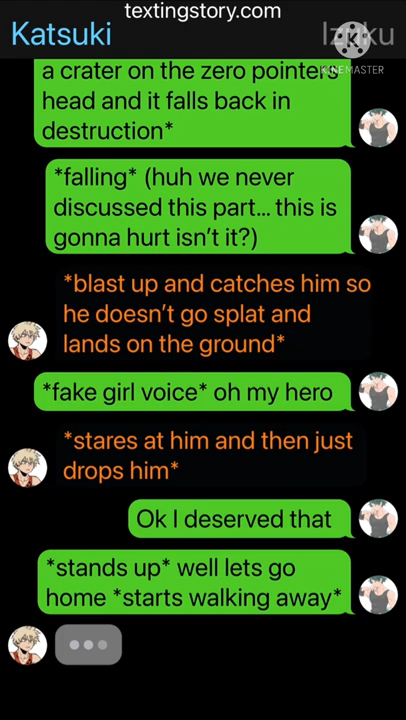 textingstory.com
Katsuki
Izuku
K
KINEMASTER
a crater on the zero pointers
head and it falls back in
destruction*
*falling* (huh we never
discussed this part... this is
gonna hurt isn't it?)
*blast up and catches him so
he doesn't go splat and
lands on the ground*
*fake girl voice* oh my hero
*stares at him and then just
drops him*
Ok I deserved that
*stands up* well lets go
home *starts walking away*